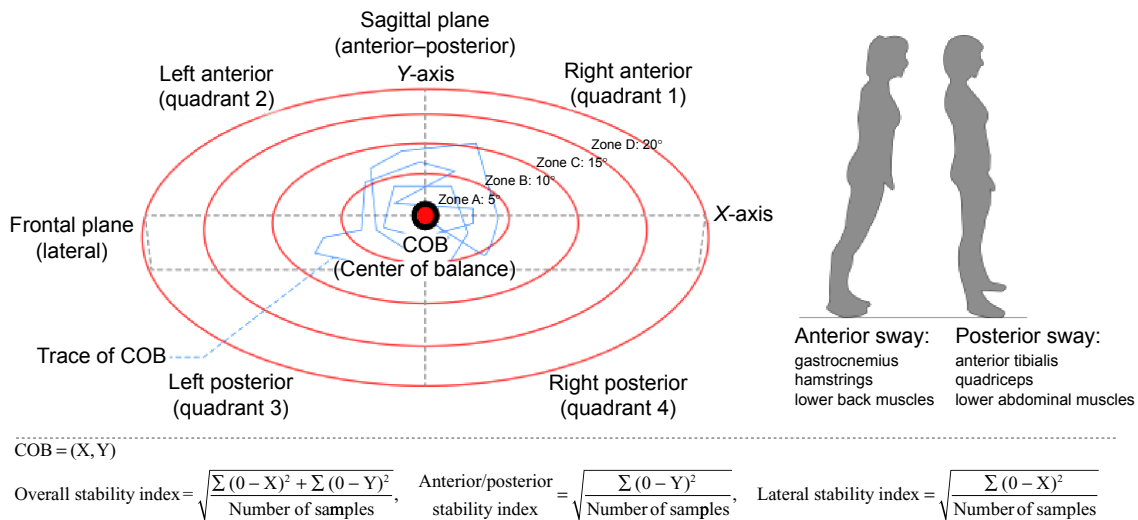 Sagittal plane
(anterior–posterior)
Y-axis
Left anterior
(quadrant 2)
Right anterior
(quadrant 1)
Zone D: 20°
Zone C: 15°
Zone B: 10°
Zone A: 5°
X-axis
Frontal plane
(lateral)
COB
(Center of balance)
Trace of COB
Left posterior
(quadrant 3)
Right posterior
(quadrant 4)
Anterior sway:
gastrocnemius
hamstrings
lower back muscles
Posterior sway:
anterior tibialis
quadriceps
lower abdominal muscles
COB = (X, Y)
Overall stability index = √((∑ (0 – X)² + ∑ (0 – Y)²) / Number of samples),
Anterior/posterior stability index = √(∑ (0 – Y)² / Number of samples),
Lateral stability index = √(∑ (0 – X)² / Number of samples)